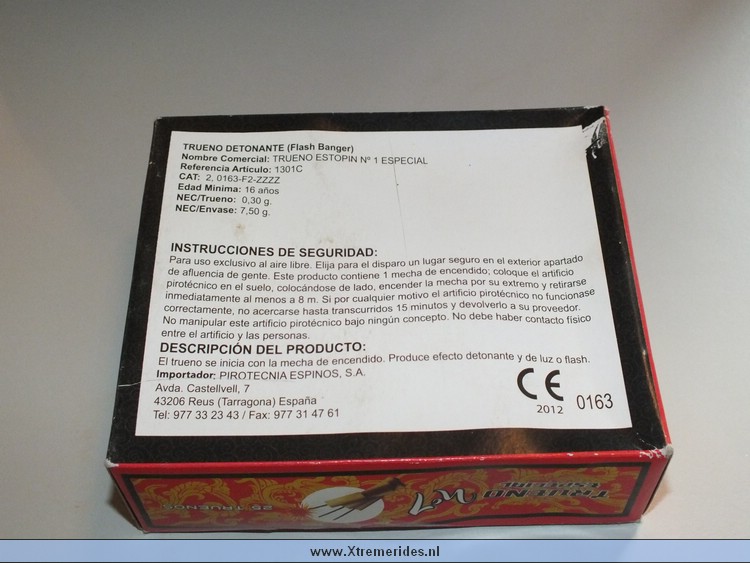 TRUENO DETONANTE (Flash Banger)
Nombre Comercial: TRUENO ESTOPIN Nº 1 ESPECIAL
Referencia Artículo: 1301C
CAT: 2, 0163-F2-ZZZZ
Edad Mínima: 16 años
NEC/Trueno: 0,30 g.
NEC/Envase: 7,50 g.
INSTRUCCIONES DE SEGURIDAD:
Para uso exclusivo al aire libre. Elija para el disparo un lugar seguro en el exterior apartado
de afluencia de gente. Este producto contiene 1 mecha de encendido; coloque el artificio
pirotécnico en el suelo, colocándose de lado, encender la mecha por su extremo y retirarse
inmediatamente al menos a 8 m. Si por cualquier motivo el artificio pirotécnico no funcionase
correctamente, no acercarse hasta transcurridos 15 minutos y devolverlo a su proveedor.
No manipular este artificio pirotécnico bajo ningún concepto. No debe haber contacto físico
entre el artificio y las personas.
DESCRIPCIÓN DEL PRODUCTO:
El trueno se inicia con la mecha de encendido. Produce efecto detonante y de luz o flash.
Importador: PIROTECNIA ESPINOS, S.A.
Avda. Castellvell, 7
43206 Reus (Tarragona) España
Tel: 977 33 23 43 / Fax: 977 31 47 61
CE
2012 0163
TRUENO Nº1
ESPECIAL
25 TRUENOS
www.Xtremerides.nl